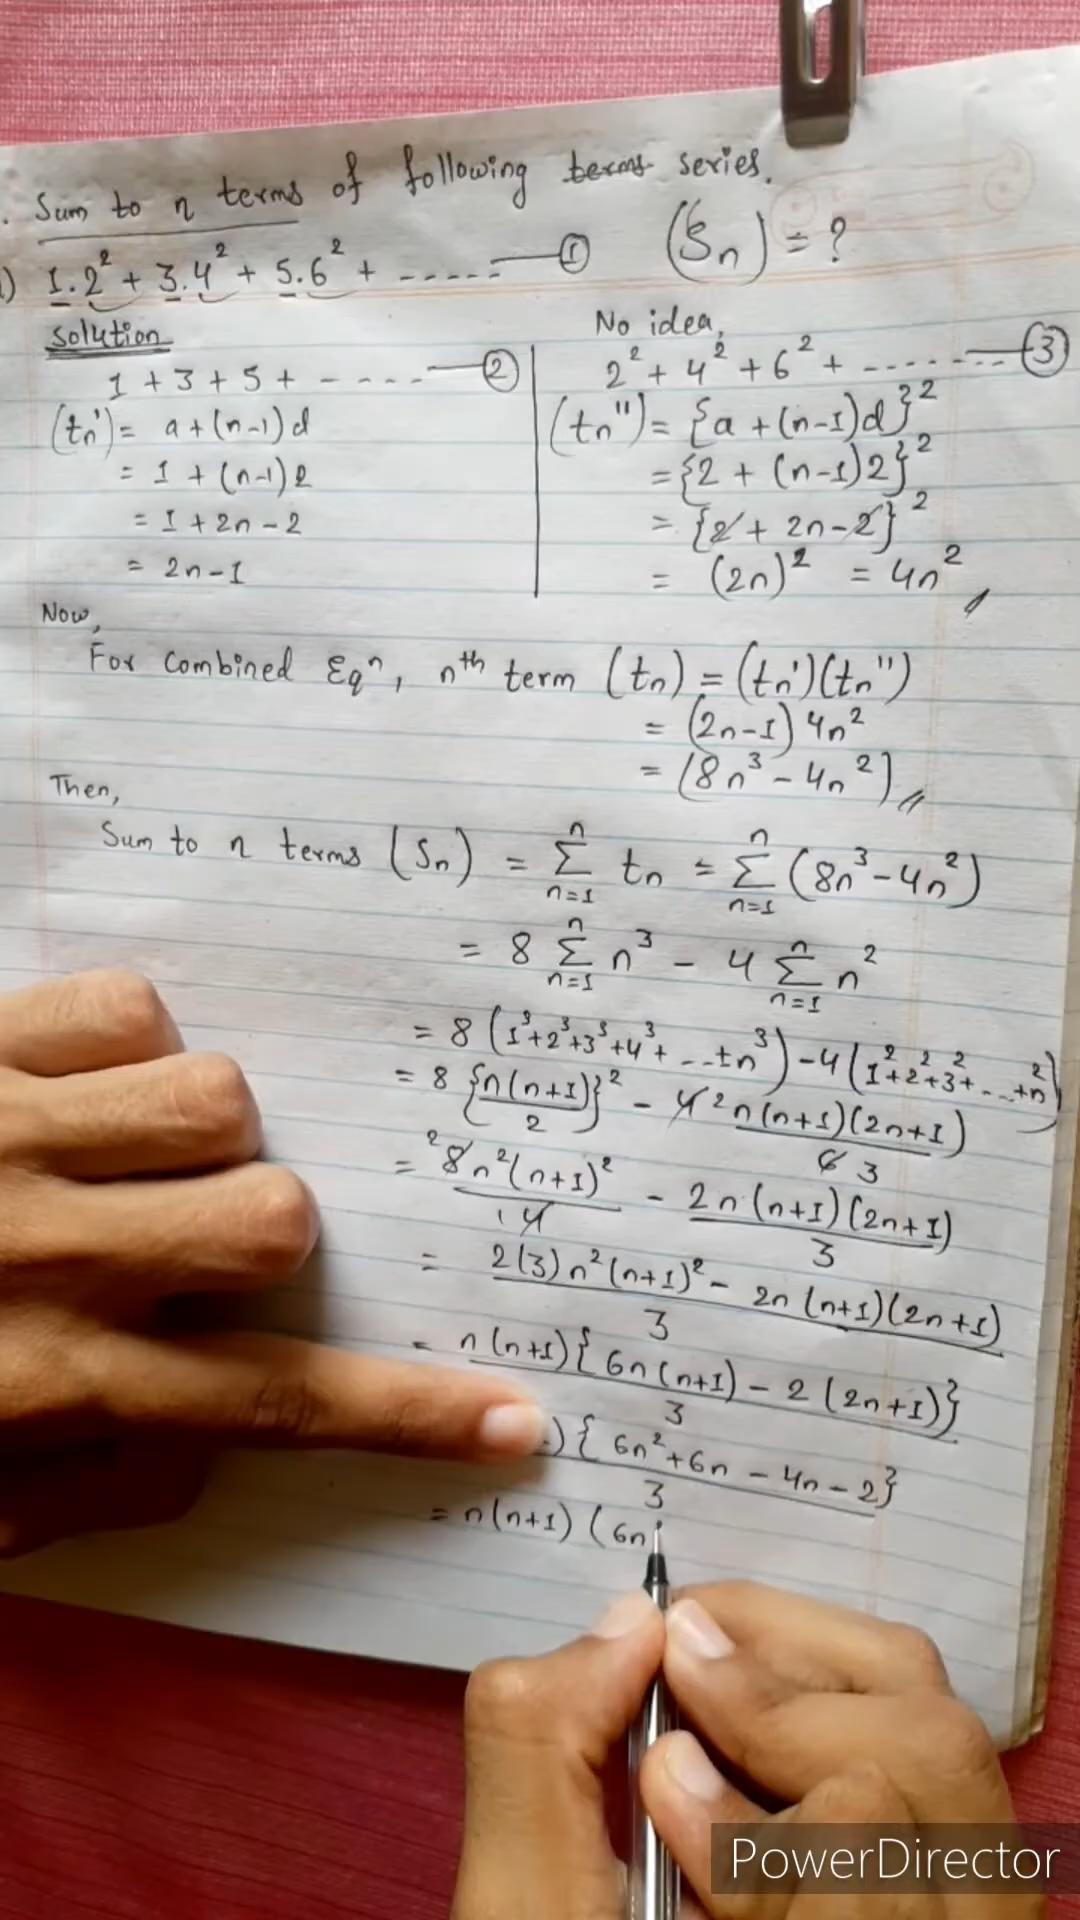 . Sum to n terms of following terms series.
1) 1.2² + 3.4² + 5.6² + ------ ①
(Sn) = ?
Solution
1 + 3 + 5 + ----- ②
(tn') = a + (n-1) d
= 1 + (n-1) 2
= 1 + 2n - 2
= 2n - 1
No idea,
2² + 4² + 6² + ------- ③
(tn'') = {a + (n-1)d}²
= {2 + (n-1)2}²
= {2 + 2n - 2}²
= (2n)² = 4n²
Now,
For Combined Eqⁿ, nᵗʰ term (tn) = (tn')(tn'')
= (2n-1) 4n²
= (8n³ - 4n²)
Then,
Sum to n terms (Sn) = n Σ n=1 tn = n Σ n=1 (8n³ - 4n²)
= 8 n Σ n=1 n³ - 4 n Σ n=1 n²
= 8 (1³+2³+3³+4³+ ...+n³) - 4 (1²+2²+3²+...+n²)
= 8 {n(n+1)/2}² - 4 2 n(n+1)(2n+1)/6 3
= 2 8n²(n+1)²/1 4 - 2n(n+1)(2n+1)/3
= 2(3)n²(n+1)² - 2n(n+1)(2n+1)/3
= n(n+1){6n(n+1) - 2(2n+1)}/3
) {6n² + 6n - 4n - 2}/3
= n(n+1) (6n
PowerDirector